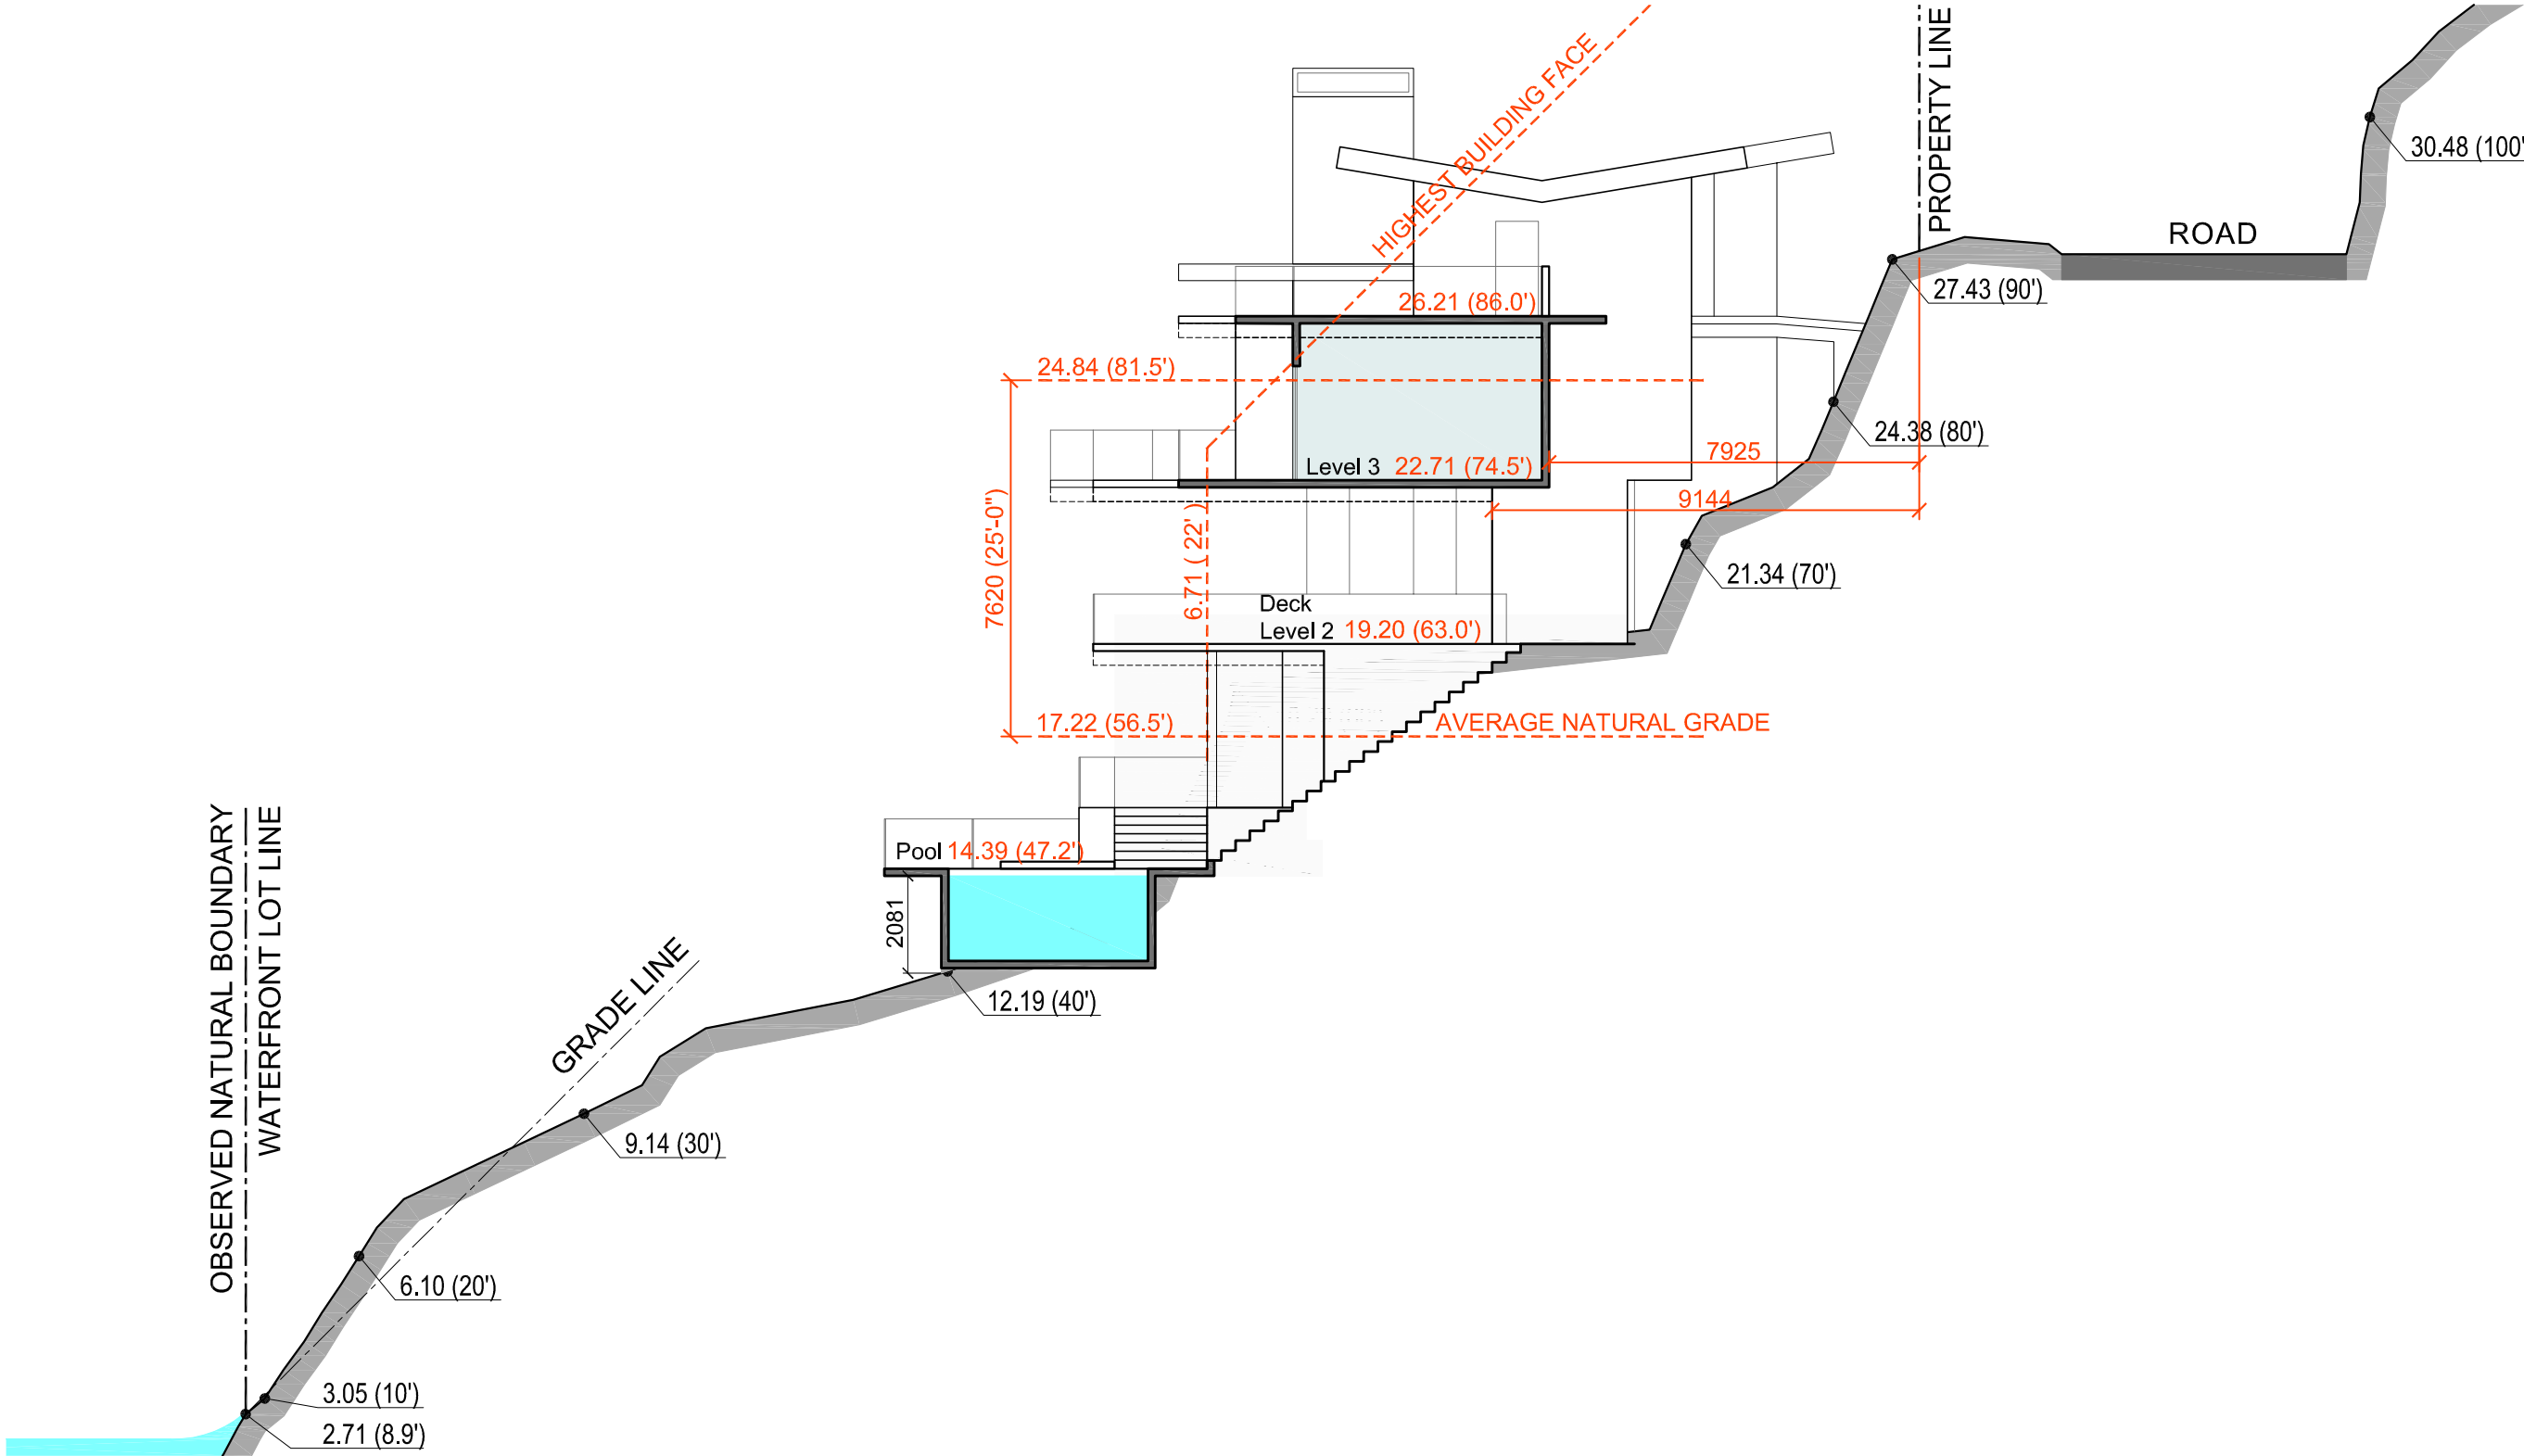 HIGHEST BUILDING FACE
PROPERTY LINE
30.48 (100'
ROAD
27.43 (90')
26.21 (86.0')
24.84 (81.5')
24.38 (80')
7925
Level 3 22.71 (74.5')
9144
7620 (25'-0")
6.71 ( 22' )
21.34 (70')
Deck
Level 2 19.20 (63.0')
17.22 (56.5')
AVERAGE NATURAL GRADE
OBSERVED NATURAL BOUNDARY
WATERFRONT LOT LINE
Pool 14.39 (47.2')
2081
12.19 (40')
GRADE LINE
9.14 (30')
6.10 (20')
3.05 (10')
2.71 (8.9')